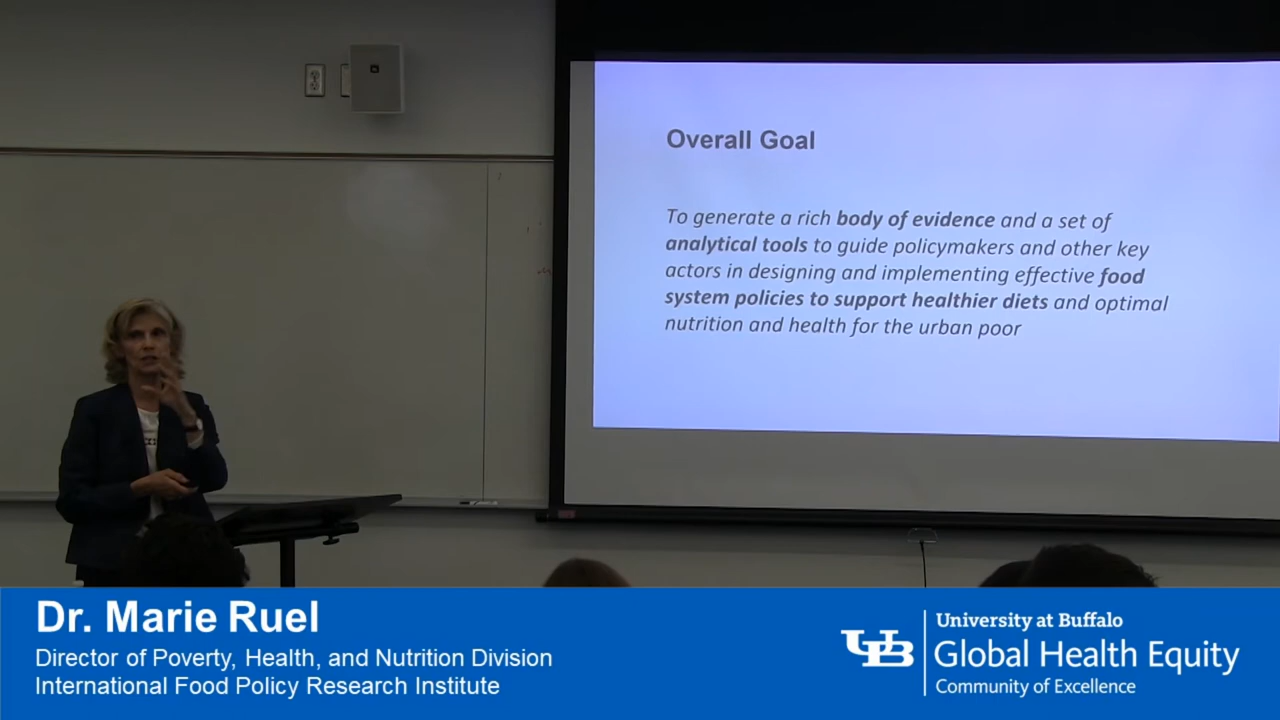 Overall Goal
To generate a rich body of evidence and a set of
analytical tools to guide policymakers and other key
actors in designing and implementing effective food
system policies to support healthier diets and optimal
nutrition and health for the urban poor
Dr. Marie Ruel
Director of Poverty, Health, and Nutrition Division
International Food Policy Research Institute
UB
University at Buffalo
Global Health Equity
Community of Excellence